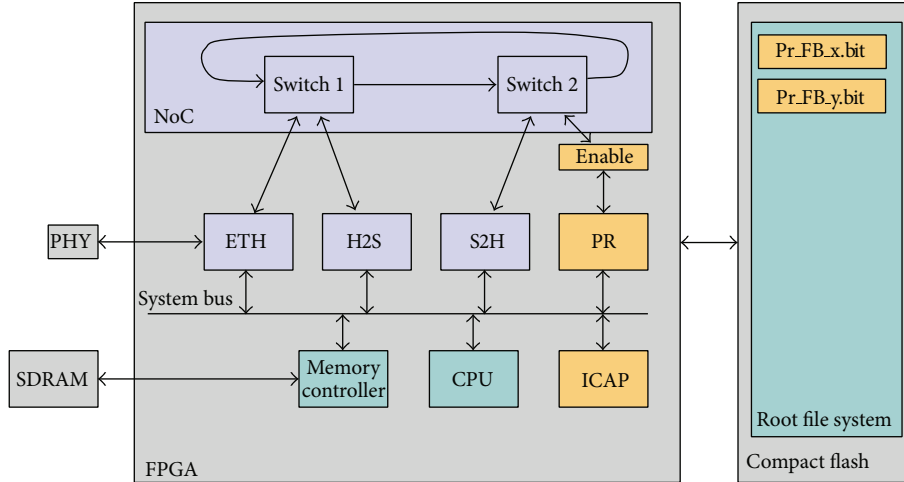 Pr_FB_x.bit
Switch 1
Switch 2
Pr_FB_y.bit
NoC
Enable
PHY
ETH
H2S
S2H
PR
System bus
SDRAM
Memory
controller
CPU
ICAP
Root file system
FPGA
Compact flash